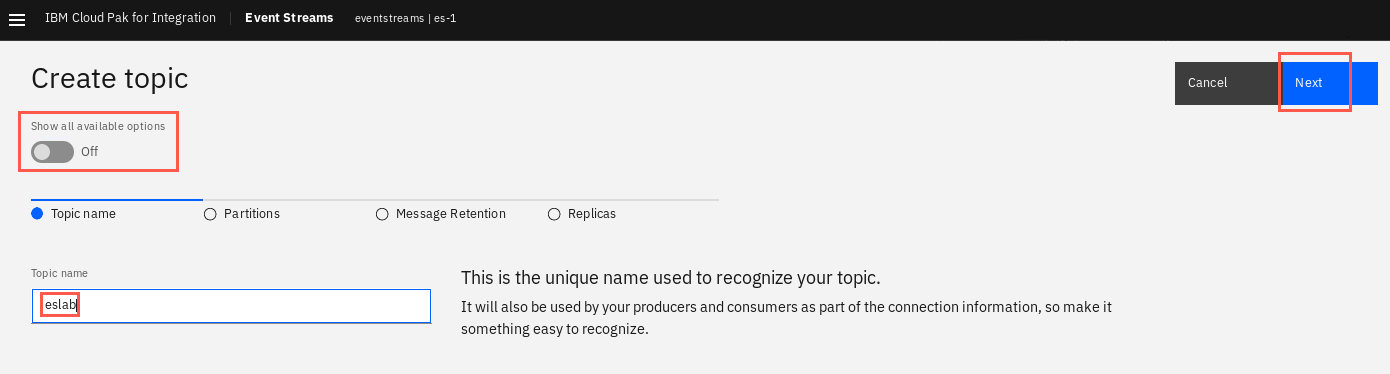 IBM Cloud Pak for Integration Event Streams eventstreams | es-1
Create topic
Cancel
Next
Show all available options
Off
Topic name
Partitions
Message Retention
Replicas
Topic name
eslab
This is the unique name used to recognize your topic.
It will also be used by your producers and consumers as part of the connection information, so make it
something easy to recognize.